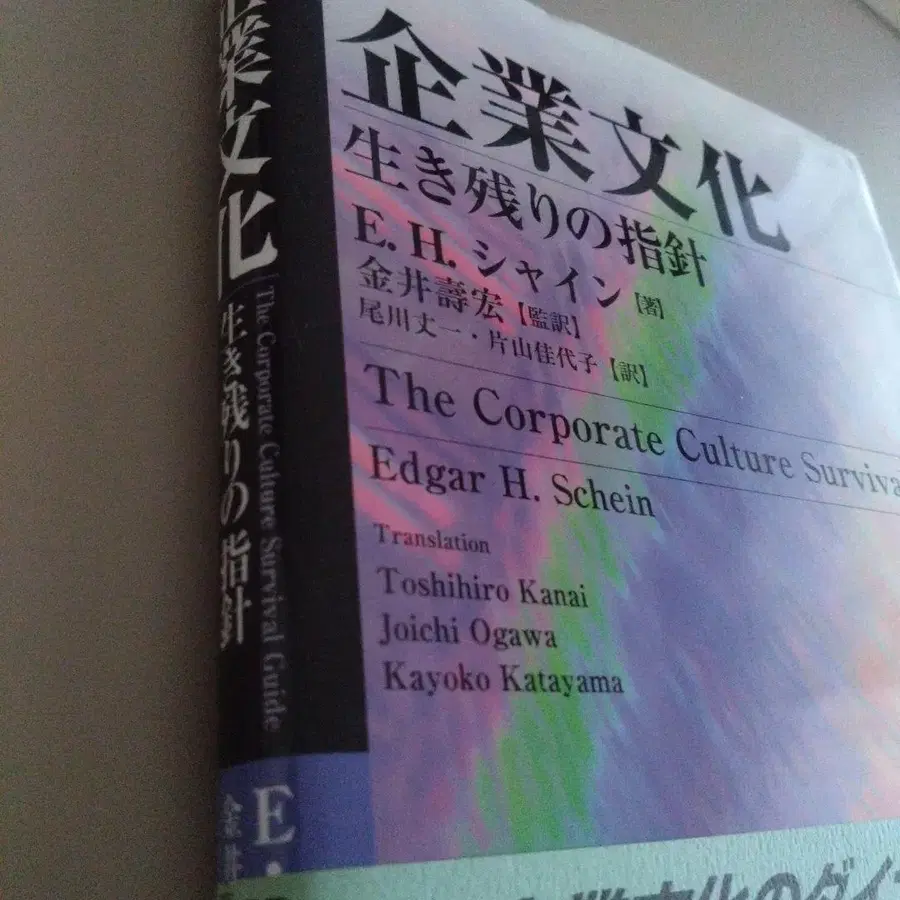 企業文化
生き残りの指針
E. H. シャイン【著】
金井壽宏【監訳】
尾川丈一・片山佳代子【訳】
The Corporate Culture
Edgar H. Schein
Translation
Toshihiro Kanai
Joichi Ogawa
Kayoko Katayama
企業文化
生き残りの指針
The Corporate Culture Survival Guide
E.
金井